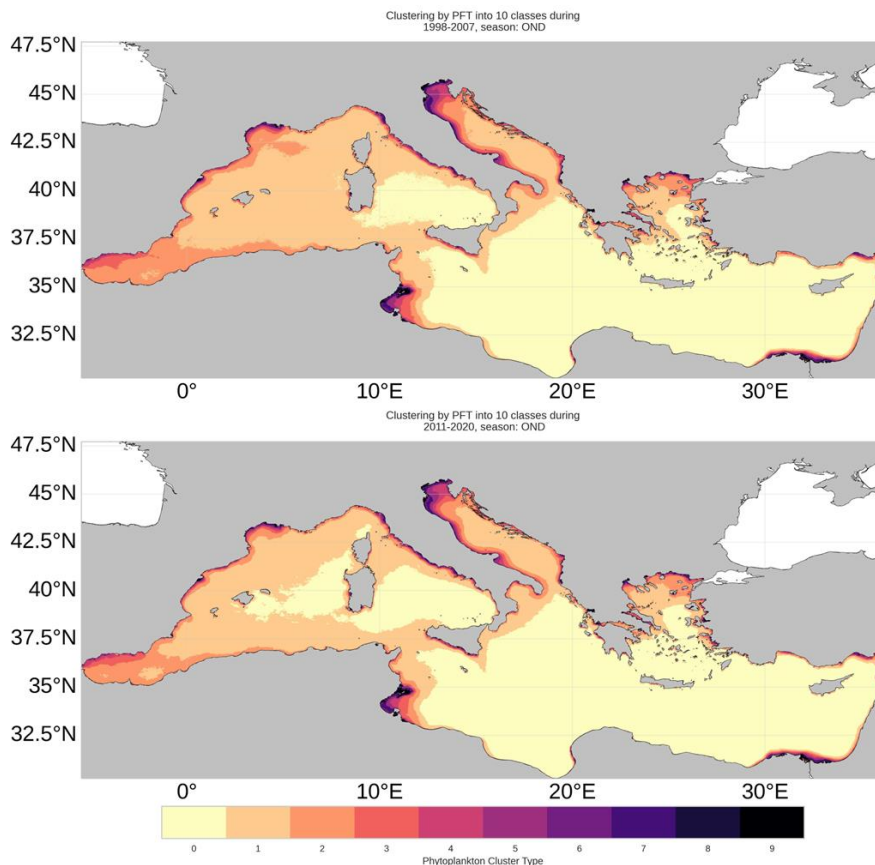 Clustering by PFT into 10 classes during
1998-2007, season: OND
47.5°N
45°N
42.5°N
40°N
37.5°N
35°N
32.5°N
0° 10°E 20°E 30°E
Clustering by PFT into 10 classes during
2011-2020, season: OND
47.5°N
45°N
42.5°N
40°N
37.5°N
35°N
32.5°N
0° 10°E 20°E 30°E
0 1 2 3 4 5 6 7 8 9
Phytoplankton Cluster Type